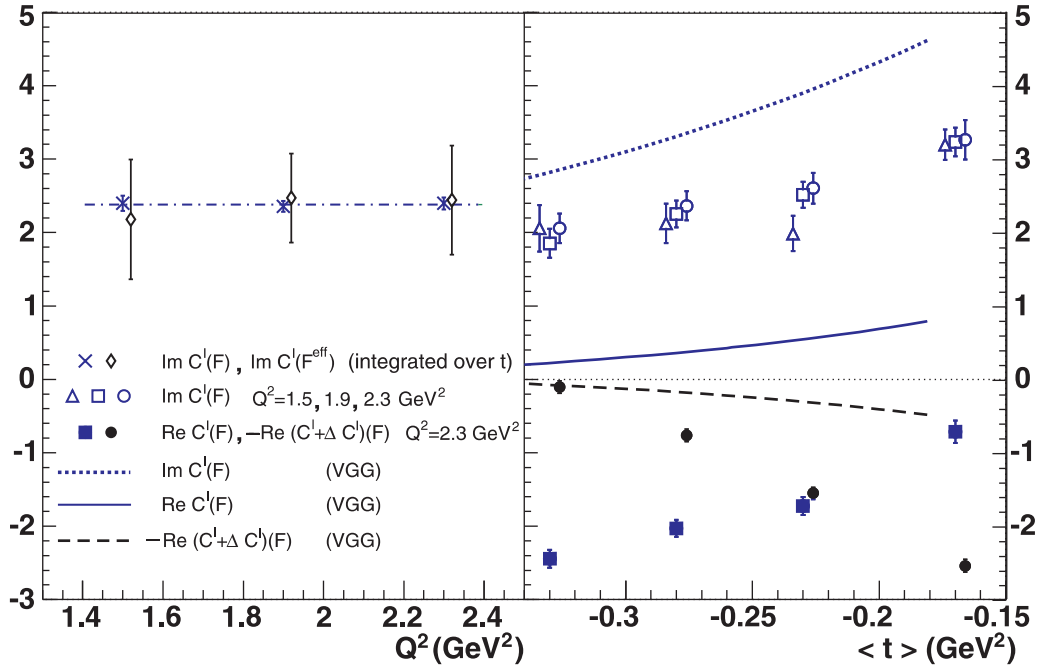 5
4
3
2
1
0
-1
-2
-3
Im C^I(F) , Im C^I(F^eff) (integrated over t)
Im C^I(F) Q^2=1.5, 1.9, 2.3 GeV^2
Re C^I(F) , −Re (C^I+Δ C^I)(F) Q^2=2.3 GeV^2
Im C^I(F) (VGG)
Re C^I(F) (VGG)
−Re (C^I+Δ C^I)(F) (VGG)
1.4 1.6 1.8 2 2.2 2.4
Q^2 (GeV^2)
5
4
3
2
1
0
-1
-2
-3
-0.3 -0.25 -0.2 -0.15
< t > (GeV^2)